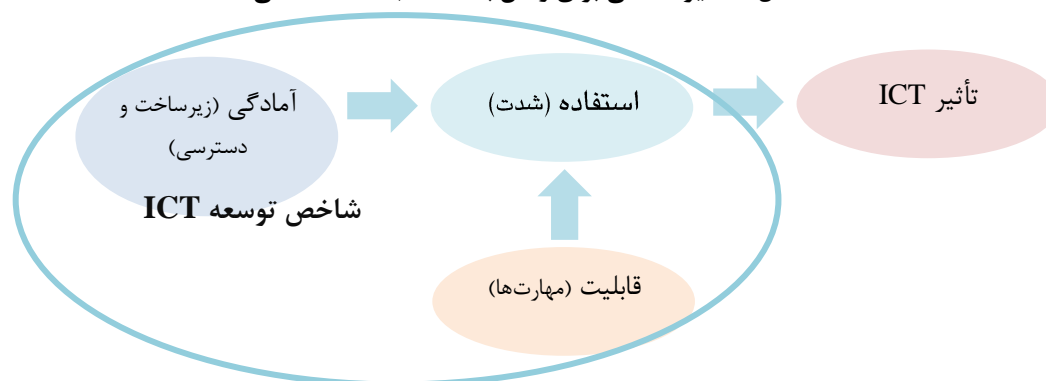 آمادگی (زیرساخت و
دسترسی)
استفاده (شدت)
تأثیر ICT
شاخص توسعه ICT
قابلیت (مهارت‌ها)